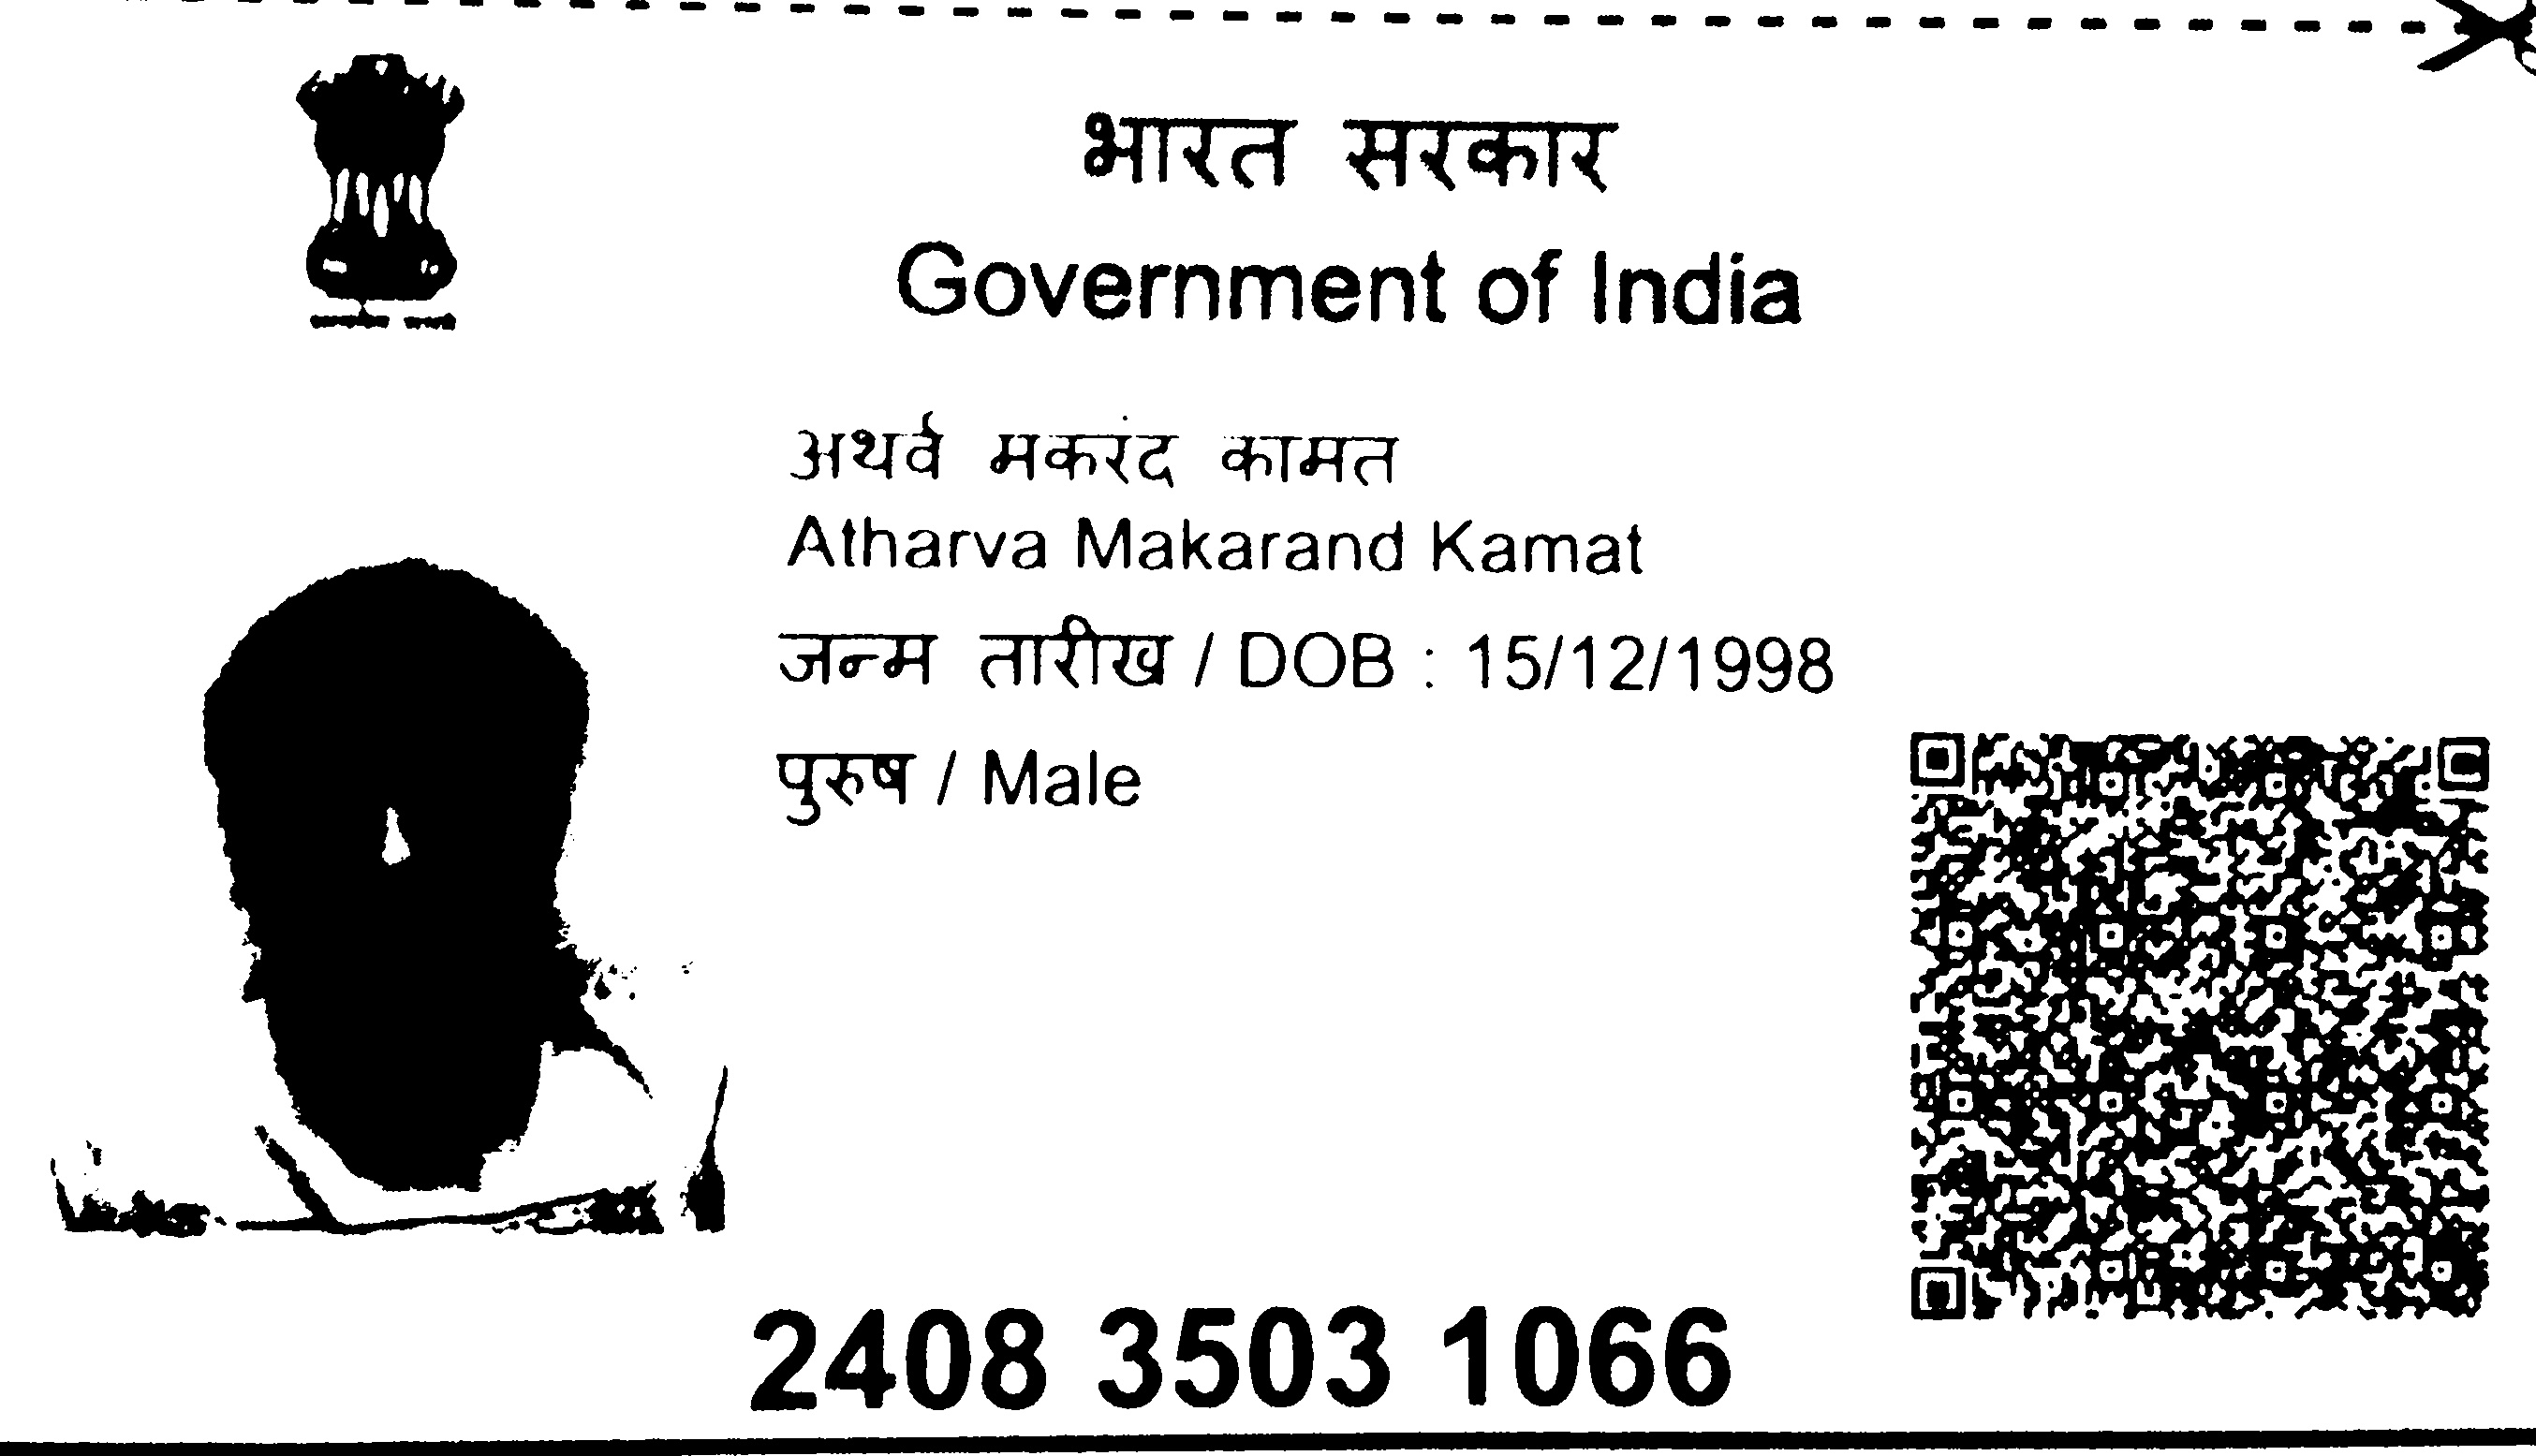 भारत सरकार
Government of India
अथर्व मकरंद कामत
Atharva Makarand Kamat
जन्म तारीख / DOB : 15/12/1998
पुरुष / Male
2408 3503 1066